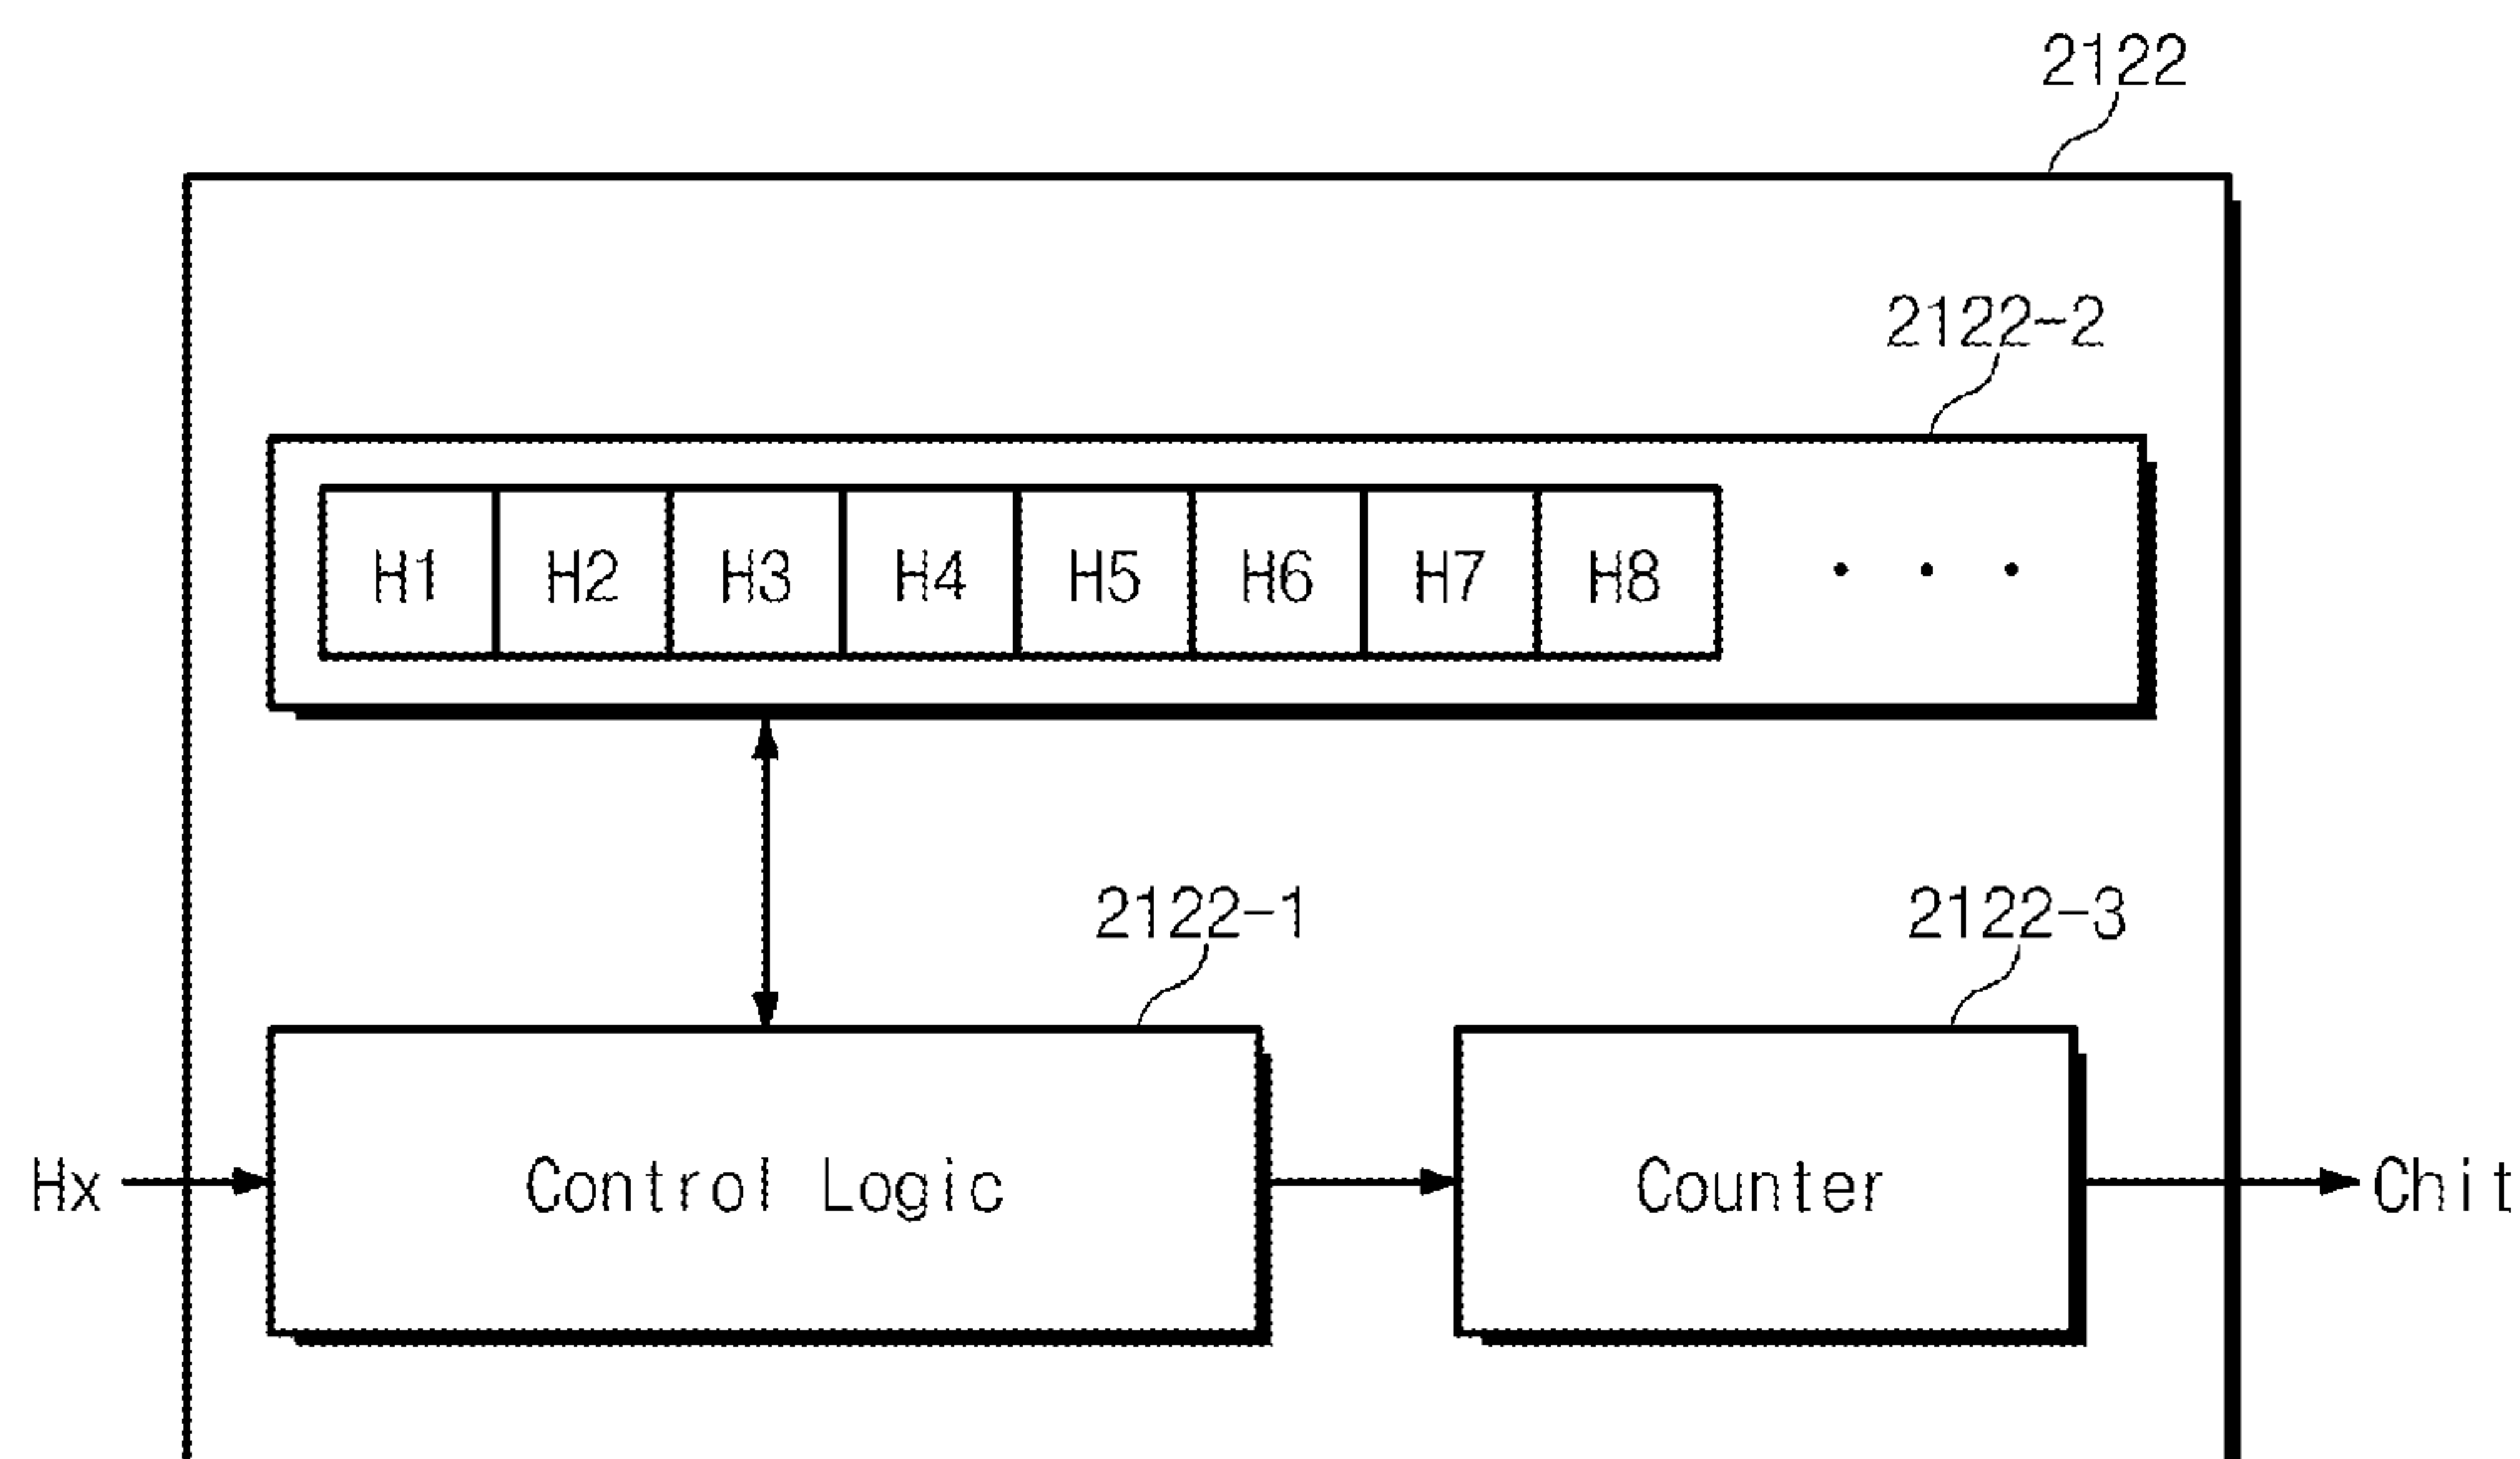 2122
2122-2
H1 H2 H3 H4 H5 H6 H7 H8 . . .
2122-1 2122-3
Hx Control Logic Counter Chit